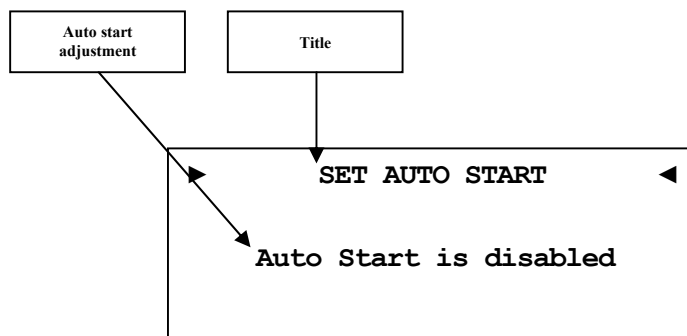 Auto start
adjustment
Title
► SET AUTO START ◄
Auto Start is disabled